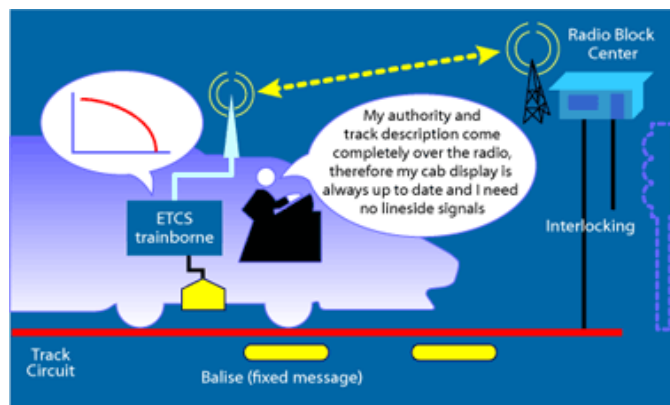 Radio Block
Center
My authority and
track description come
completely over the radio,
therefore my cab display is
always up to date and I need
no lineside signals
ETCS
trainborne
Interlocking
Track
Circuit
Balise (fixed message)